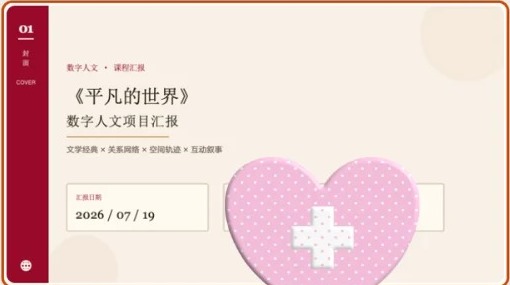 01
封
面
COVER
数字人文 • 课程汇报
《平凡的世界》
数字人文项目汇报
文学经典 × 关系网络 × 空间轨迹 × 互动叙事
汇报日期
2026 / 07 / 19